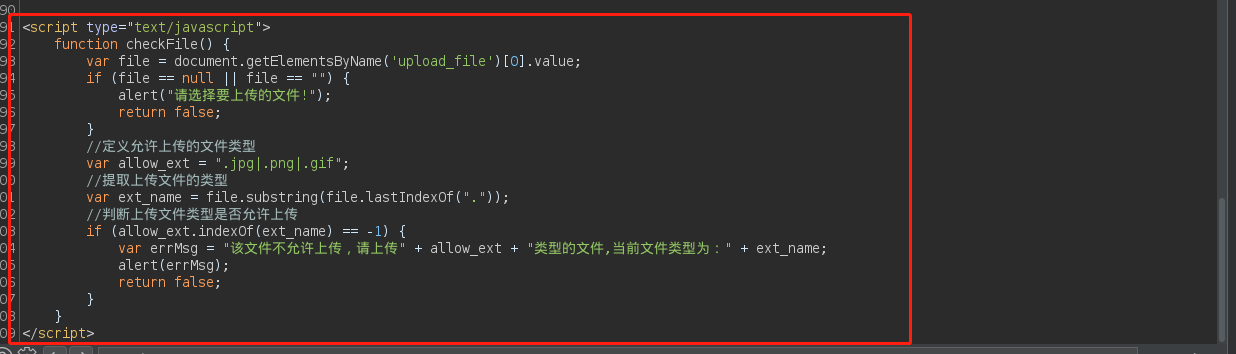 90
91 <script type="text/javascript">
92 function checkFile() {
93 var file = document.getElementsByName('upload_file')[0].value;
94 if (file == null || file == "") {
95 alert("请选择要上传的文件!");
96 return false;
97 }
98 //定义允许上传的文件类型
99 var allow_ext = ".jpg|.png|.gif";
00 //提取上传文件的类型
01 var ext_name = file.substring(file.lastIndexOf("."));
02 //判断上传文件类型是否允许上传
03 if (allow_ext.indexOf(ext_name) == -1) {
04 var errMsg = "该文件不允许上传，请上传" + allow_ext + "类型的文件,当前文件类型为：" + ext_name;
05 alert(errMsg);
06 return false;
07 }
08 }
09 </script>